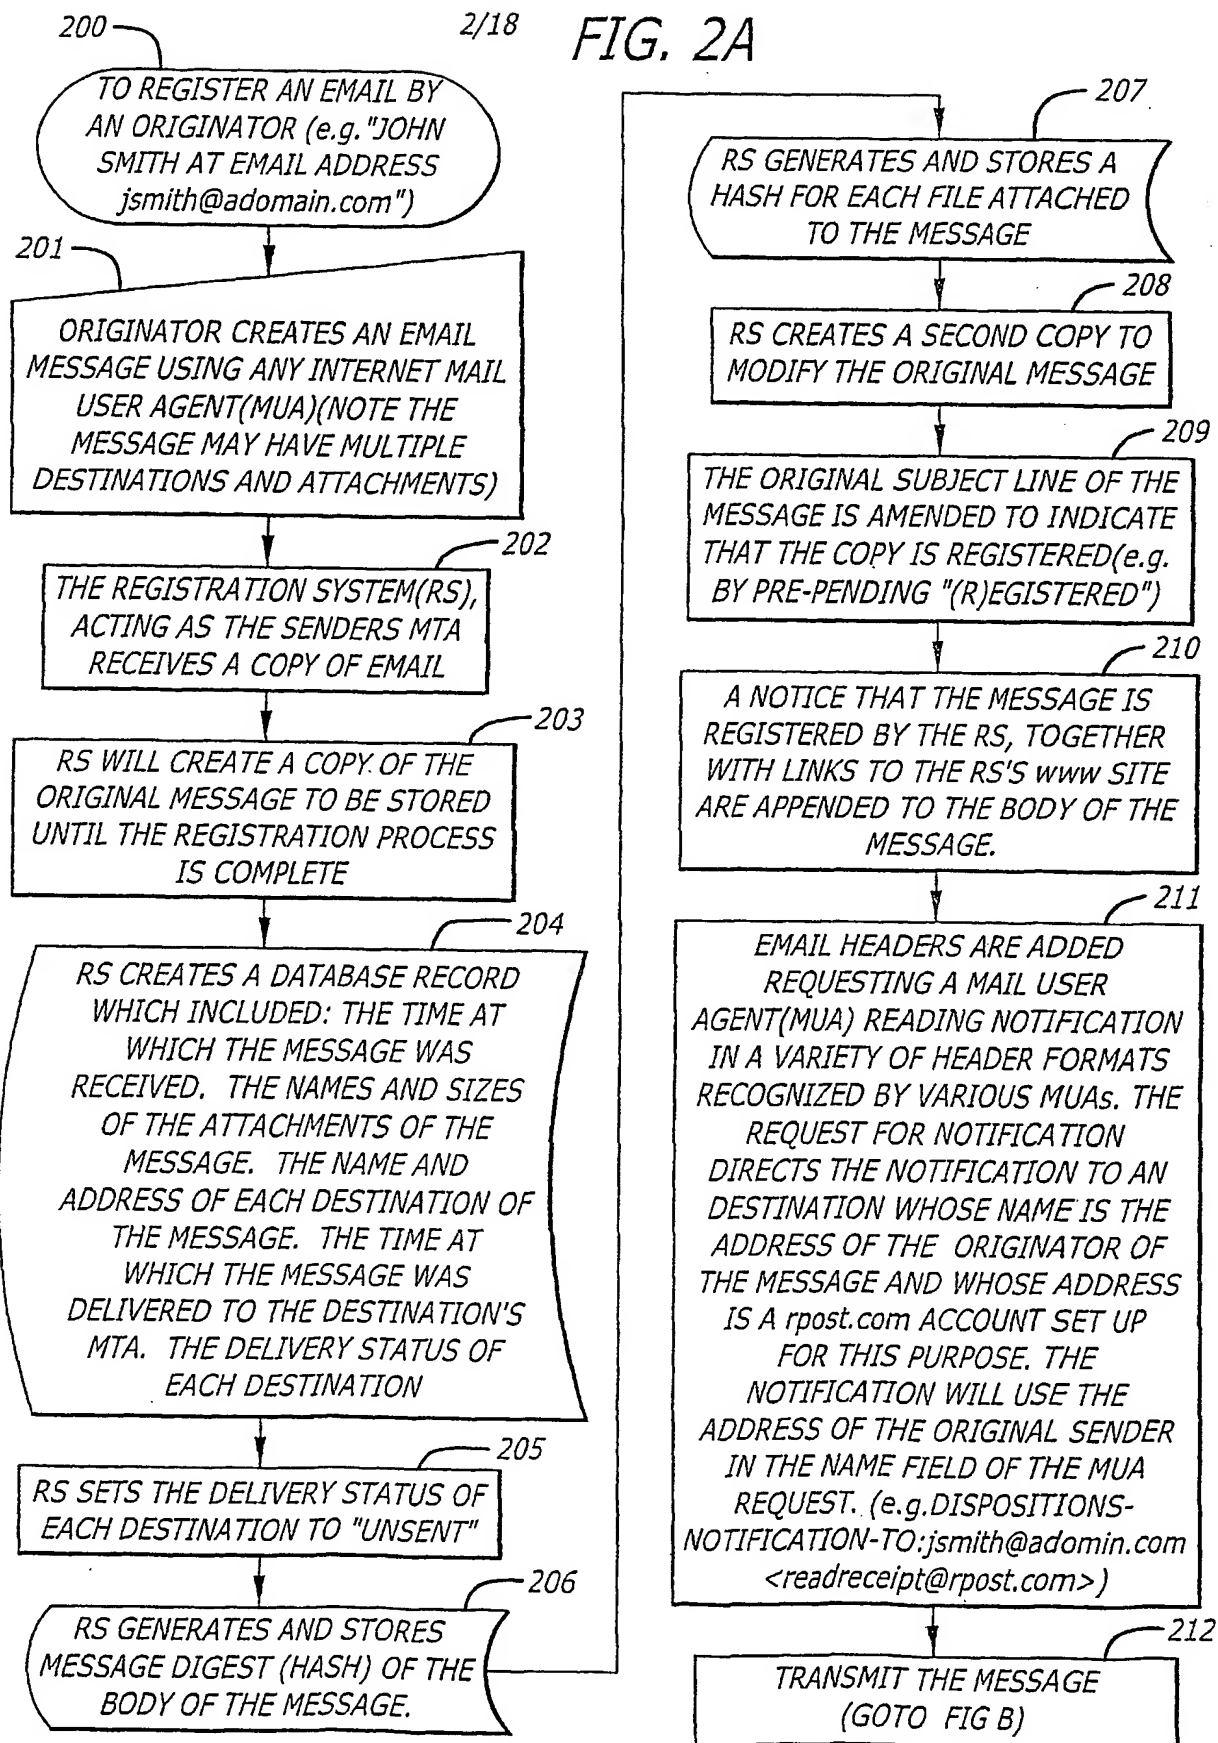 2/18
FIG. 2A
200
TO REGISTER AN EMAIL BY
AN ORIGINATOR (e.g. "JOHN
SMITH AT EMAIL ADDRESS
jsmith@adomain.com")
201
ORIGINATOR CREATES AN EMAIL
MESSAGE USING ANY INTERNET MAIL
USER AGENT(MUA)(NOTE THE
MESSAGE MAY HAVE MULTIPLE
DESTINATIONS AND ATTACHMENTS)
202
THE REGISTRATION SYSTEM(RS),
ACTING AS THE SENDERS MTA
RECEIVES A COPY OF EMAIL
203
RS WILL CREATE A COPY OF THE
ORIGINAL MESSAGE TO BE STORED
UNTIL THE REGISTRATION PROCESS
IS COMPLETE
204
RS CREATES A DATABASE RECORD
WHICH INCLUDED: THE TIME AT
WHICH THE MESSAGE WAS
RECEIVED. THE NAMES AND SIZES
OF THE ATTACHMENTS OF THE
MESSAGE. THE NAME AND
ADDRESS OF EACH DESTINATION OF
THE MESSAGE. THE TIME AT
WHICH THE MESSAGE WAS
DELIVERED TO THE DESTINATION'S
MTA. THE DELIVERY STATUS OF
EACH DESTINATION
205
RS SETS THE DELIVERY STATUS OF
EACH DESTINATION TO "UNSENT"
206
RS GENERATES AND STORES
MESSAGE DIGEST (HASH) OF THE
BODY OF THE MESSAGE.
207
RS GENERATES AND STORES A
HASH FOR EACH FILE ATTACHED
TO THE MESSAGE
208
RS CREATES A SECOND COPY TO
MODIFY THE ORIGINAL MESSAGE
209
THE ORIGINAL SUBJECT LINE OF THE
MESSAGE IS AMENDED TO INDICATE
THAT THE COPY IS REGISTERED(e.g.
BY PRE-PENDING "(R)EGISTERED")
210
A NOTICE THAT THE MESSAGE IS
REGISTERED BY THE RS, TOGETHER
WITH LINKS TO THE RS'S www SITE
ARE APPENDED TO THE BODY OF THE
MESSAGE.
211
EMAIL HEADERS ARE ADDED
REQUESTING A MAIL USER
AGENT(MUA) READING NOTIFICATION
IN A VARIETY OF HEADER FORMATS
RECOGNIZED BY VARIOUS MUAs. THE
REQUEST FOR NOTIFICATION
DIRECTS THE NOTIFICATION TO AN
DESTINATION WHOSE NAME IS THE
ADDRESS OF THE ORIGINATOR OF
THE MESSAGE AND WHOSE ADDRESS
IS A rpost.com ACCOUNT SET UP
FOR THIS PURPOSE. THE
NOTIFICATION WILL USE THE
ADDRESS OF THE ORIGINAL SENDER
IN THE NAME FIELD OF THE MUA
REQUEST. (e.g.DISPOSITIONS-
NOTIFICATION-TO:jsmith@adomin.com
<readreceipt@rpost.com>)
212
TRANSMIT THE MESSAGE
(GOTO FIG B)